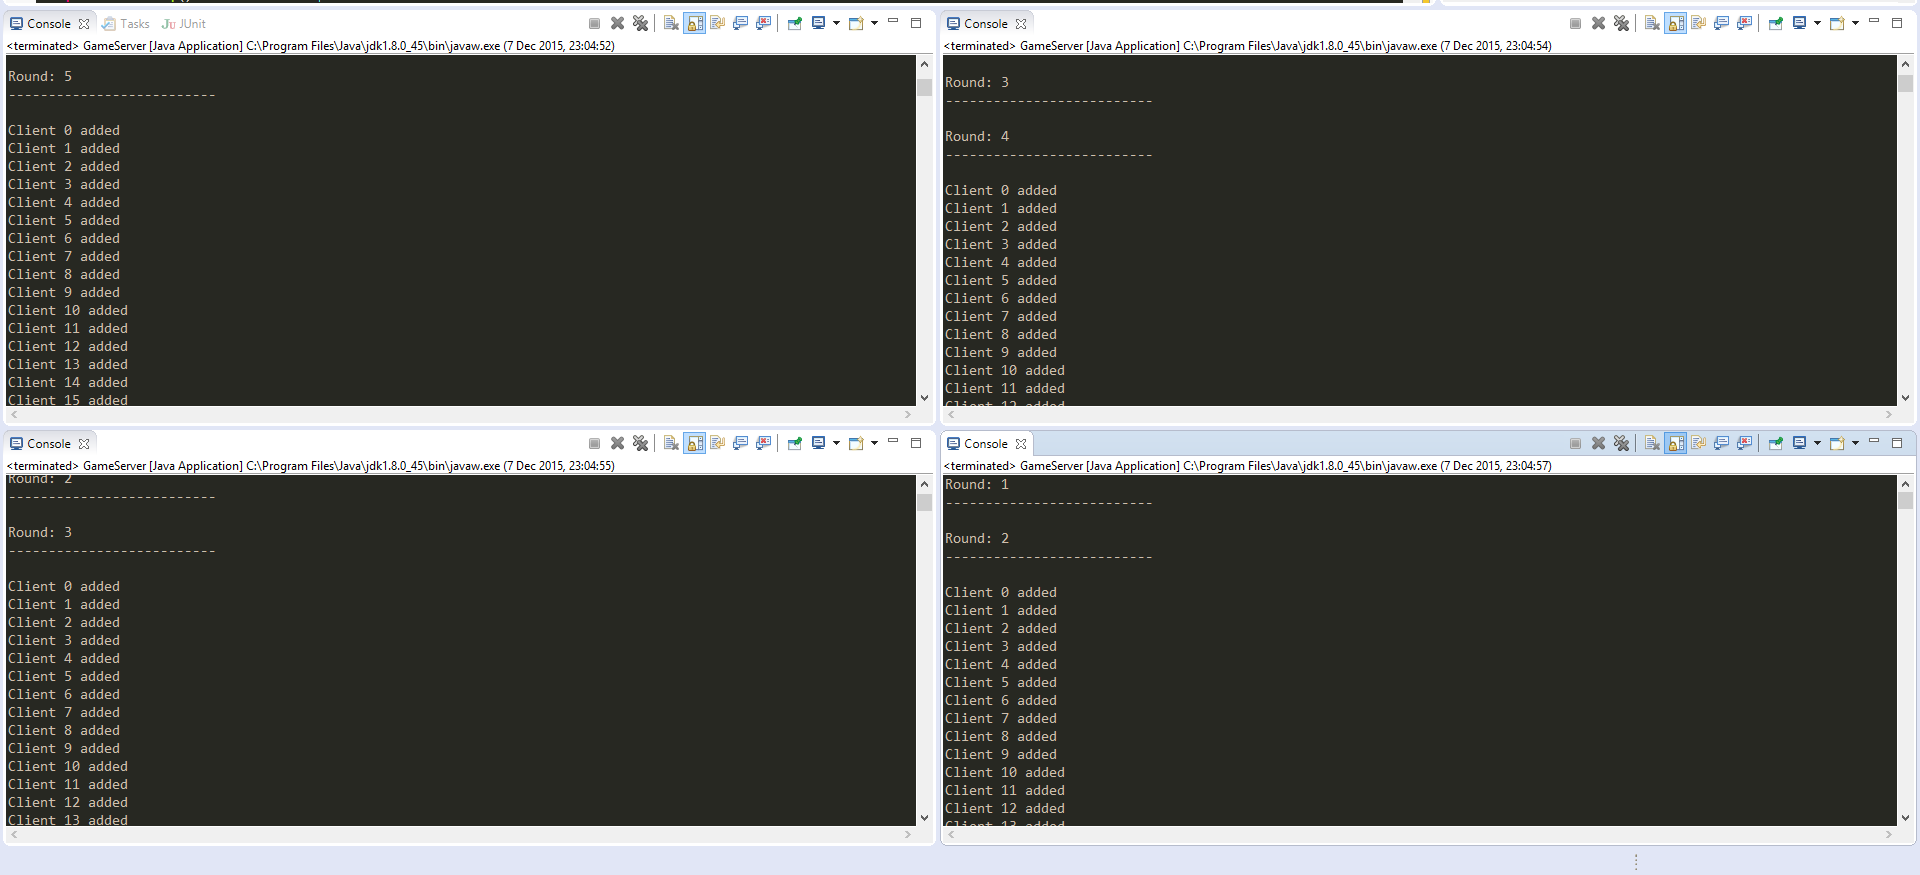 Console Tasks JUnit
<terminated> GameServer [Java Application] C:\Program Files\Java\jdk1.8.0_45\bin\javaw.exe (7 Dec 2015, 23:04:52)
Round: 5
--------------------------
Client 0 added
Client 1 added
Client 2 added
Client 3 added
Client 4 added
Client 5 added
Client 6 added
Client 7 added
Client 8 added
Client 9 added
Client 10 added
Client 11 added
Client 12 added
Client 13 added
Client 14 added
Client 15 added
Console
<terminated> GameServer [Java Application] C:\Program Files\Java\jdk1.8.0_45\bin\javaw.exe (7 Dec 2015, 23:04:54)
Round: 3
--------------------------
Round: 4
--------------------------
Client 0 added
Client 1 added
Client 2 added
Client 3 added
Client 4 added
Client 5 added
Client 6 added
Client 7 added
Client 8 added
Client 9 added
Client 10 added
Client 11 added
Client 12 added
Console
<terminated> GameServer [Java Application] C:\Program Files\Java\jdk1.8.0_45\bin\javaw.exe (7 Dec 2015, 23:04:55)
Round: 2
--------------------------
Round: 3
--------------------------
Client 0 added
Client 1 added
Client 2 added
Client 3 added
Client 4 added
Client 5 added
Client 6 added
Client 7 added
Client 8 added
Client 9 added
Client 10 added
Client 11 added
Client 12 added
Client 13 added
Console
<terminated> GameServer [Java Application] C:\Program Files\Java\jdk1.8.0_45\bin\javaw.exe (7 Dec 2015, 23:04:57)
Round: 1
--------------------------
Round: 2
--------------------------
Client 0 added
Client 1 added
Client 2 added
Client 3 added
Client 4 added
Client 5 added
Client 6 added
Client 7 added
Client 8 added
Client 9 added
Client 10 added
Client 11 added
Client 12 added
Client 13 added